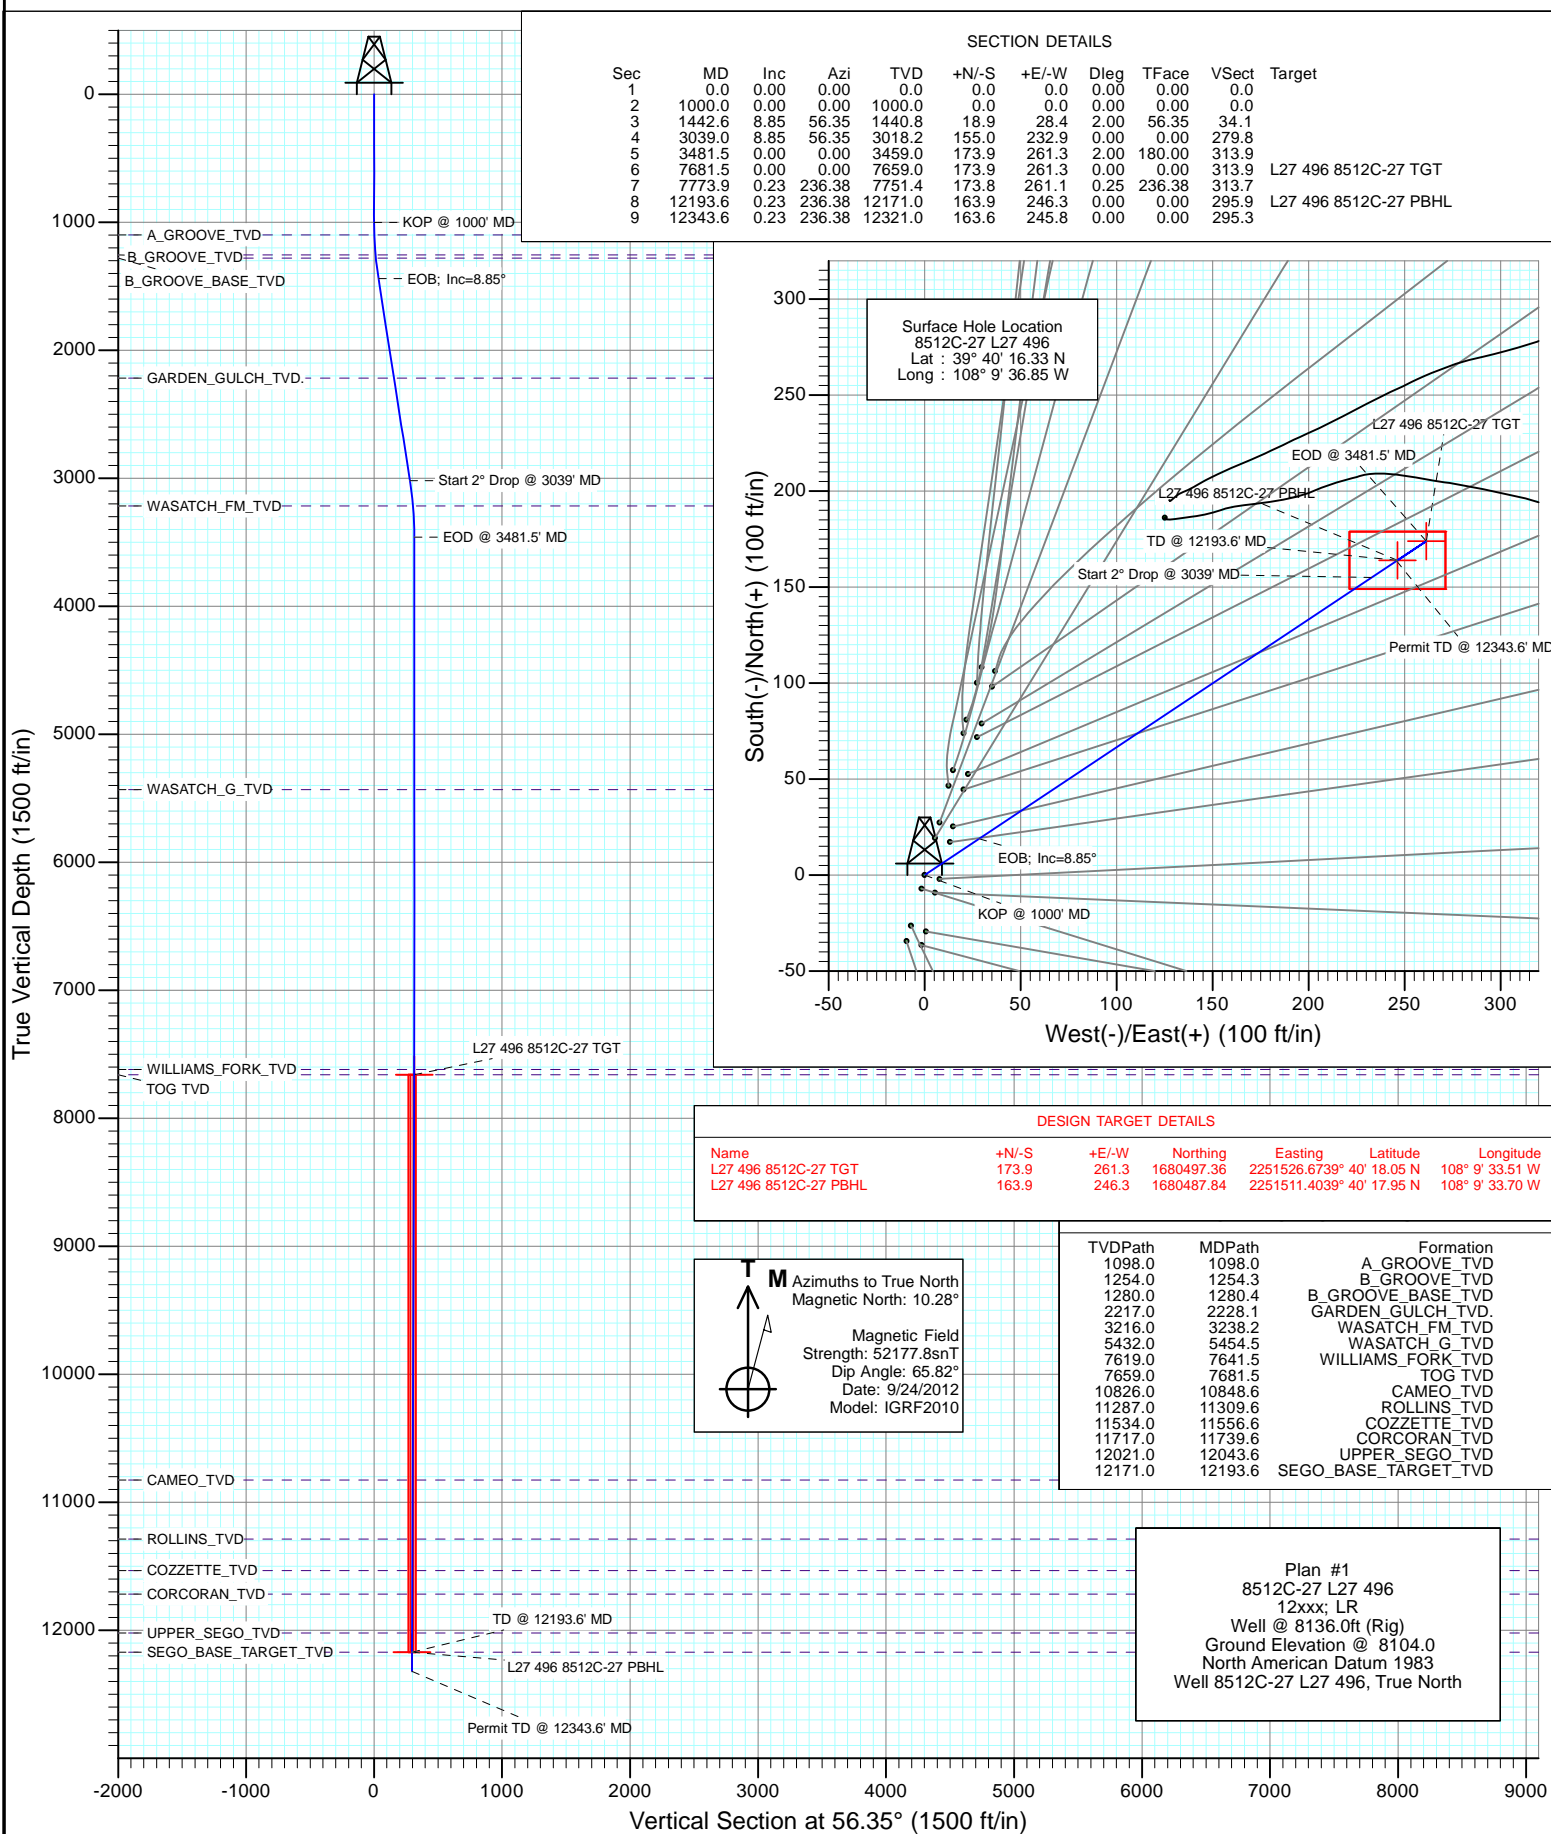 SECTION DETAILS
Sec MD Inc Azi TVD +N/-S +E/-W Dleg TFace VSect Target
1 0.0 0.00 0.00 0.0 0.0 0.0 0.00 0.00 0.0
2 1000.0 0.00 0.00 1000.0 0.0 0.0 0.00 0.00 0.0
3 1442.6 8.85 56.35 1440.8 18.9 28.4 2.00 56.35 34.1
4 3039.0 8.85 56.35 3018.2 155.0 232.9 0.00 0.00 279.8
5 3481.5 0.00 0.00 3459.0 173.9 261.3 2.00 180.00 313.9
6 7681.5 0.00 0.00 7659.0 173.9 261.3 0.00 0.00 313.9 L27 496 8512C-27 TGT
7 7773.9 0.23 236.38 7751.4 173.8 261.1 0.25 236.38 313.7
8 12193.6 0.23 236.38 12171.0 163.9 246.3 0.00 0.00 295.9 L27 496 8512C-27 PBHL
9 12343.6 0.23 236.38 12321.0 163.6 245.8 0.00 0.00 295.3
True Vertical Depth (1500 ft/in)
0
1000
2000
3000
4000
5000
6000
7000
8000
9000
10000
11000
12000
KOP @ 1000' MD
A_GROOVE_TVD
B_GROOVE_TVD
B_GROOVE_BASE_TVD
EOB; Inc=8.85°
GARDEN_GULCH_TVD.
Start 2° Drop @ 3039' MD
WASATCH_FM_TVD
EOD @ 3481.5' MD
WASATCH_G_TVD
L27 496 8512C-27 TGT
WILLIAMS_FORK_TVD
TOG TVD
CAMEO_TVD
ROLLINS_TVD
COZZETTE_TVD
CORCORAN_TVD
TD @ 12193.6' MD
UPPER_SEGO_TVD
SEGO_BASE_TARGET_TVD
L27 496 8512C-27 PBHL
Permit TD @ 12343.6' MD
-2000 -1000 0 1000 2000 3000 4000 5000 6000 7000 8000 9000
Vertical Section at 56.35° (1500 ft/in)
Surface Hole Location
8512C-27 L27 496
Lat : 39° 40' 16.33 N
Long : 108° 9' 36.85 W
South(-)/North(+) (100 ft/in)
300
250
200
150
100
50
0
-50
L27 496 8512C-27 TGT
EOD @ 3481.5' MD
L27 496 8512C-27 PBHL
TD @ 12193.6' MD
Start 2° Drop @ 3039' MD
Permit TD @ 12343.6' MD
EOB; Inc=8.85°
KOP @ 1000' MD
-50 0 50 100 150 200 250 300
West(-)/East(+) (100 ft/in)
DESIGN TARGET DETAILS
Name +N/-S +E/-W Northing Easting Latitude Longitude
L27 496 8512C-27 TGT 173.9 261.3 1680497.36 2251526.6739° 40' 18.05 N 108° 9' 33.51 W
L27 496 8512C-27 PBHL 163.9 246.3 1680487.84 2251511.4039° 40' 17.95 N 108° 9' 33.70 W
TVDPath MDPath Formation
1098.0 1098.0 A_GROOVE_TVD
1254.0 1254.3 B_GROOVE_TVD
1280.0 1280.4 B_GROOVE_BASE_TVD
2217.0 2228.1 GARDEN_GULCH_TVD.
3216.0 3238.2 WASATCH_FM_TVD
5432.0 5454.5 WASATCH_G_TVD
7619.0 7641.5 WILLIAMS_FORK_TVD
7659.0 7681.5 TOG TVD
10826.0 10848.6 CAMEO_TVD
11287.0 11309.6 ROLLINS_TVD
11534.0 11556.6 COZZETTE_TVD
11717.0 11739.6 CORCORAN_TVD
12021.0 12043.6 UPPER_SEGO_TVD
12171.0 12193.6 SEGO_BASE_TARGET_TVD
T M
Azimuths to True North
Magnetic North: 10.28°
Magnetic Field
Strength: 52177.8snT
Dip Angle: 65.82°
Date: 9/24/2012
Model: IGRF2010
Plan #1
8512C-27 L27 496
12xxx; LR
Well @ 8136.0ft (Rig)
Ground Elevation @ 8104.0
North American Datum 1983
Well 8512C-27 L27 496, True North